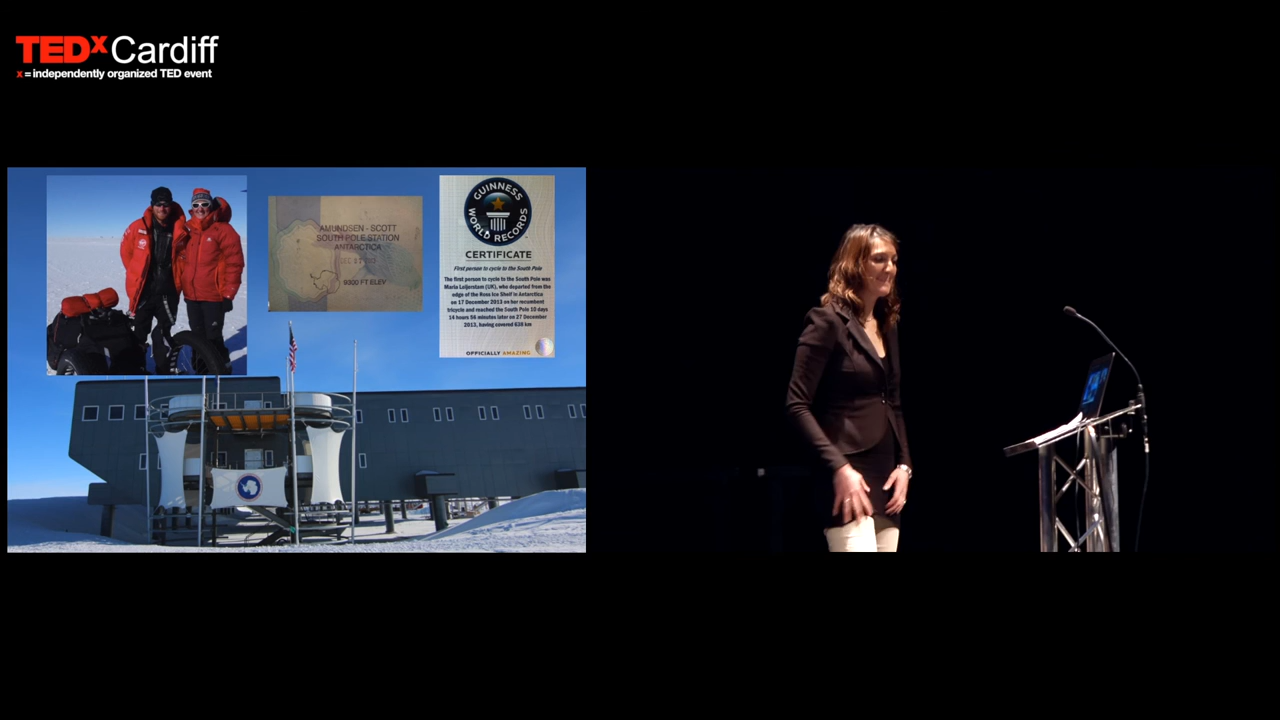 TEDxCardiff
x = independently organized TED event
AMUNDSEN - SCOTT
SOUTH POLE STATION
ANTARCTICA
9300 FT ELEV
GUINNESS
WORLD RECORDS
CERTIFICATE
First person to cycle to the South Pole
The first person to cycle to the South Pole was
Maria Leijerstam (UK), who departed from the
edge of the Ross Ice Shelf in Antarctica
on 17 December 2013 on her recumbent
tricycle and reached the South Pole 10 days
14 hours 56 minutes later on 27 December
2013, having covered 638 km
OFFICIALLY AMAZING